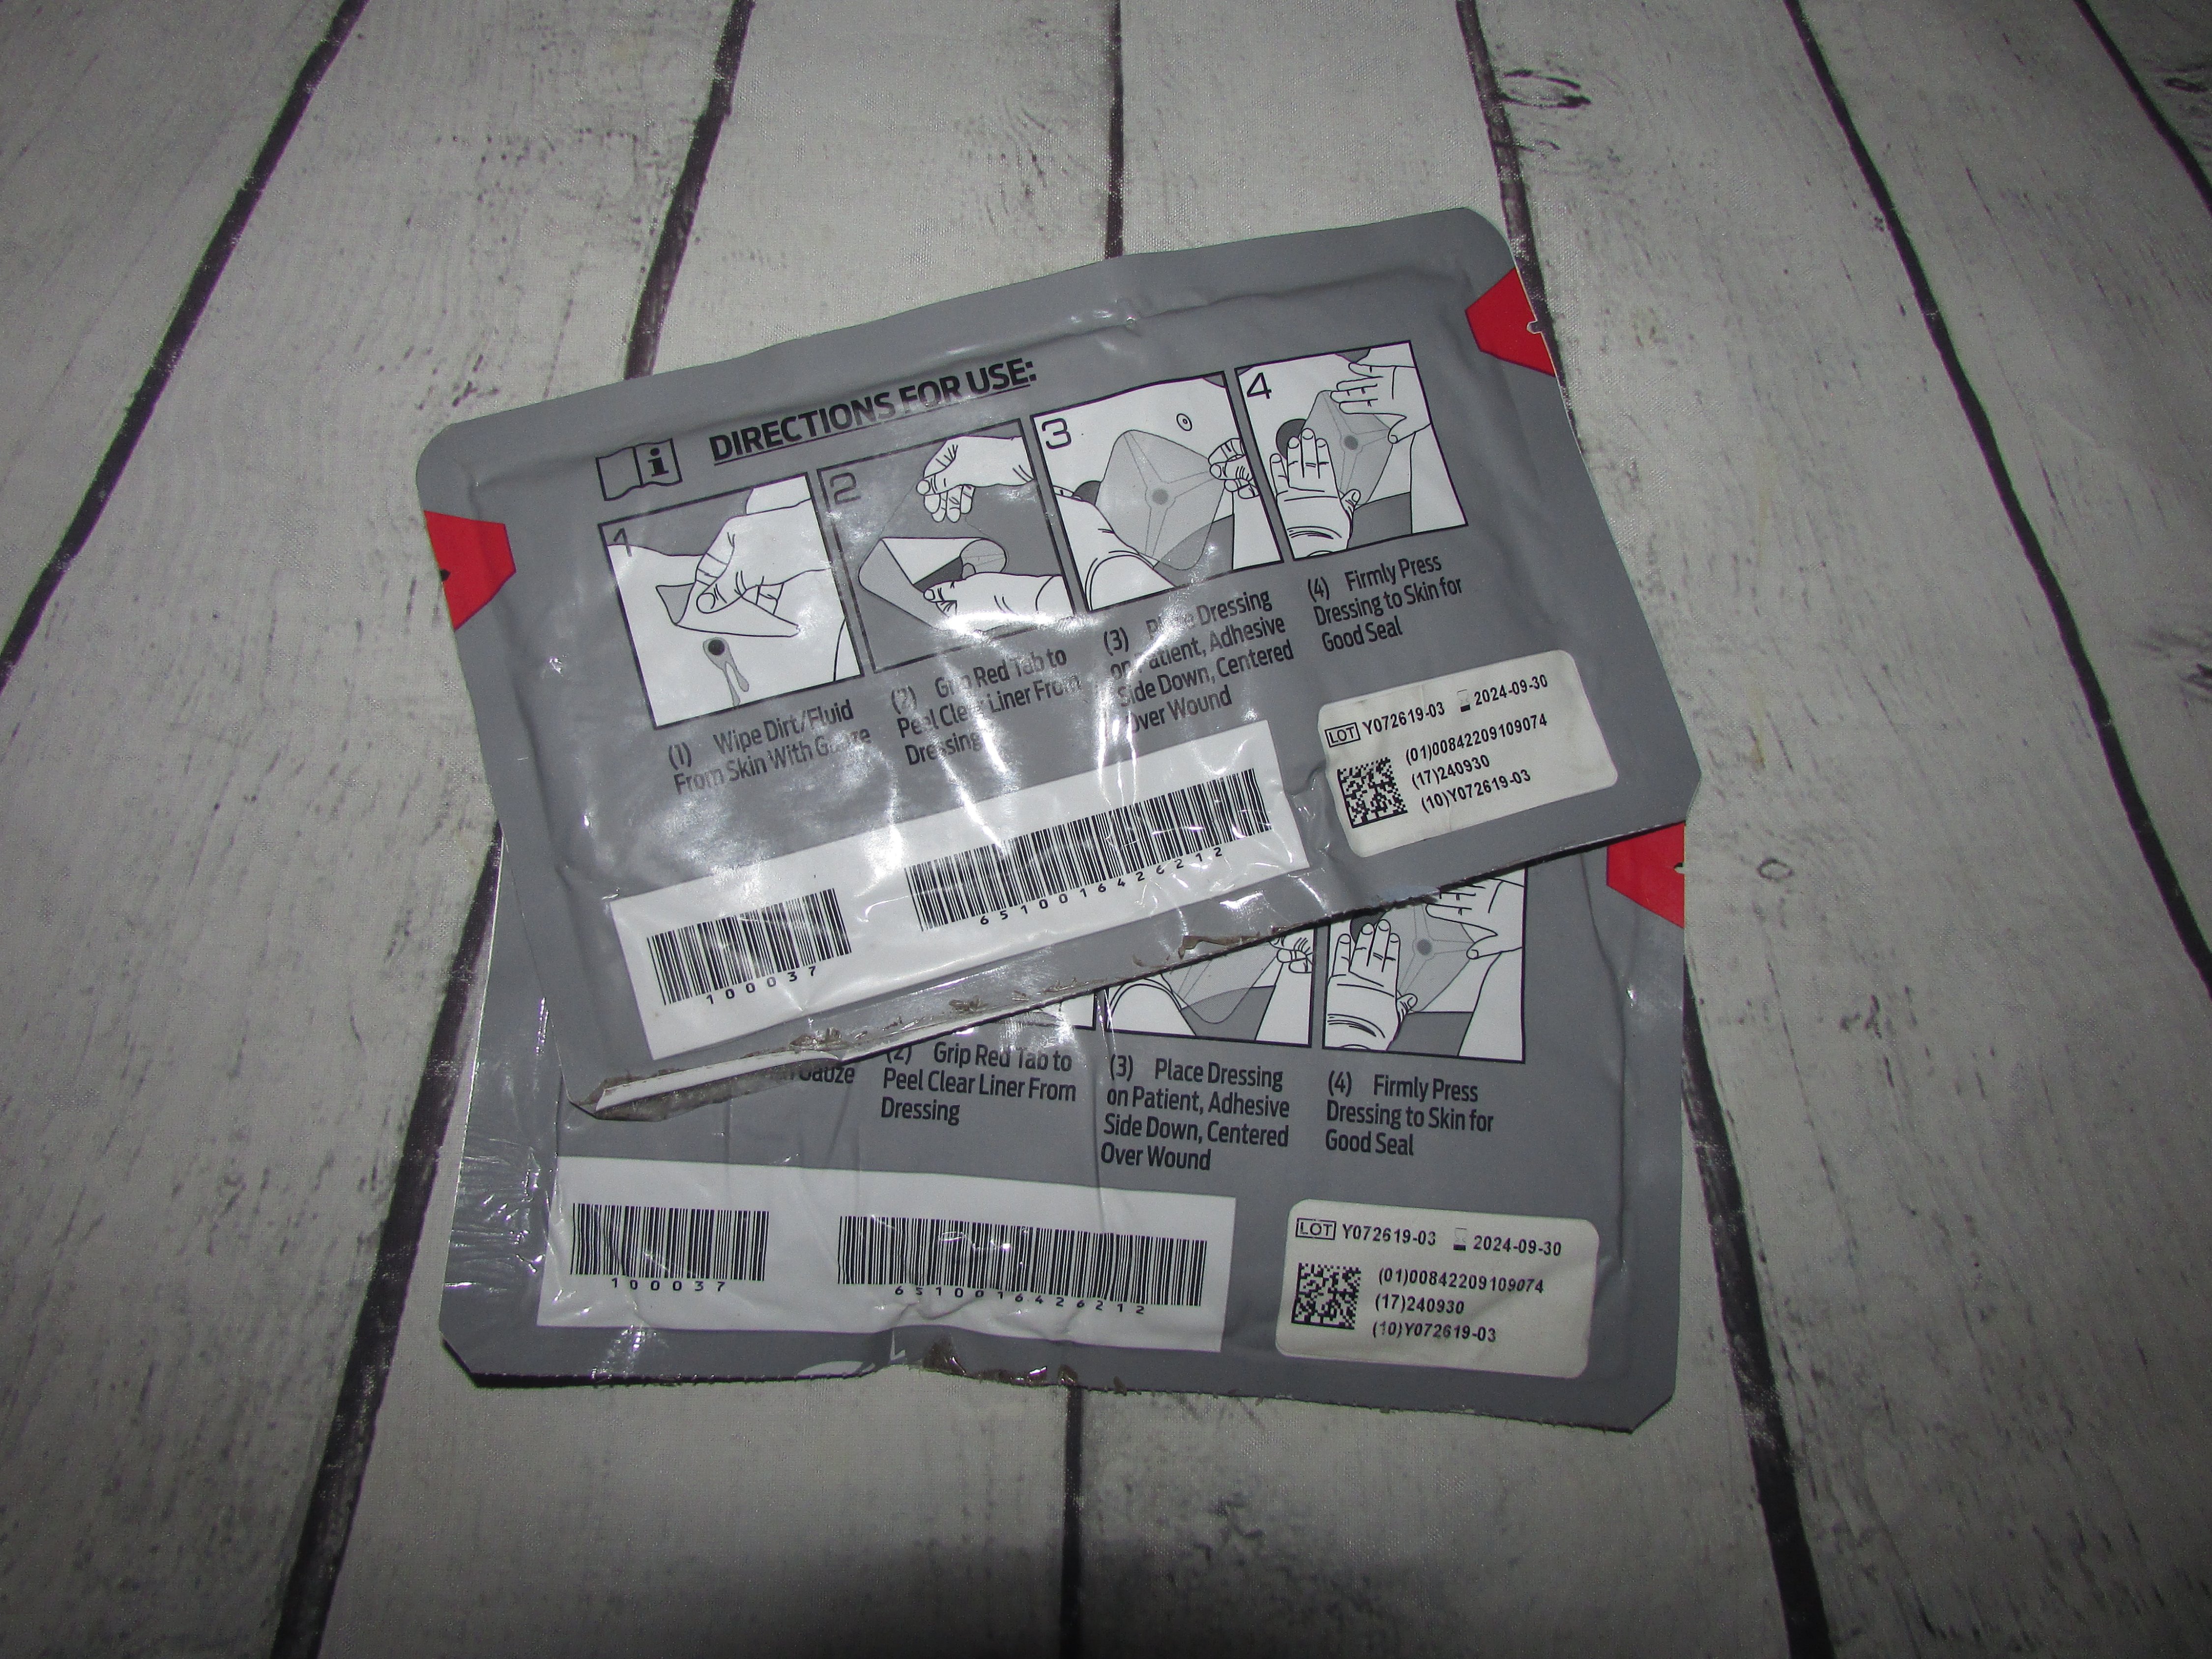 i
DIRECTIONS FOR USE:
1
2
3
4
(1) Wipe Dirt/Fluid
From Skin With Gauze
(2) Grip Red Tab to
Peel Clear Liner From
Dressing
(3) Place Dressing
on Patient, Adhesive
Side Down, Centered
Over Wound
(4) Firmly Press
Dressing to Skin for
Good Seal
LOT Y072619-03 2024-09-30
(01)00842209109074
(17)240930
(10)Y072619-03
100037
6510016426212
Gauze
(2) Grip Red Tab to
Peel Clear Liner From
Dressing
(3) Place Dressing
on Patient, Adhesive
Side Down, Centered
Over Wound
(4) Firmly Press
Dressing to Skin for
Good Seal
100037
6510016426212
LOT Y072619-03 2024-09-30
(01)00842209109074
(17)240930
(10)Y072619-03